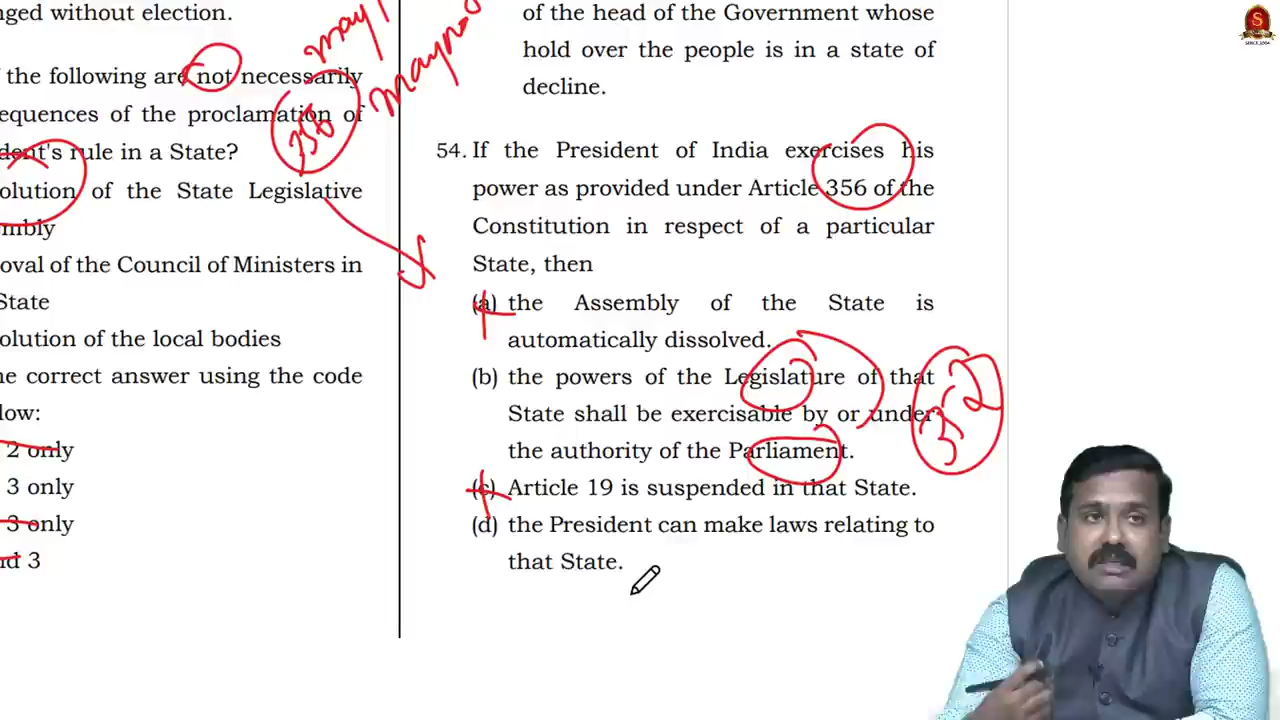 nged without election.
f the following are not necessarily
equences of the proclamation of
dent's rule in a State?
olution of the State Legislative
mbly
oval of the Council of Ministers in
State
olution of the local bodies
he correct answer using the code
low:
2 only
3 only
3 only
nd 3
356
may
of the head of the Government whose
hold over the people is in a state of
decline.
54. If the President of India exercises his
power as provided under Article 356 of the
Constitution in respect of a particular
State, then
(a) the Assembly of the State is
automatically dissolved.
(b) the powers of the Legislature of that
State shall be exercisable by or under
the authority of the Parliament.
(c) Article 19 is suspended in that State.
(d) the President can make laws relating to
that State.
352
S